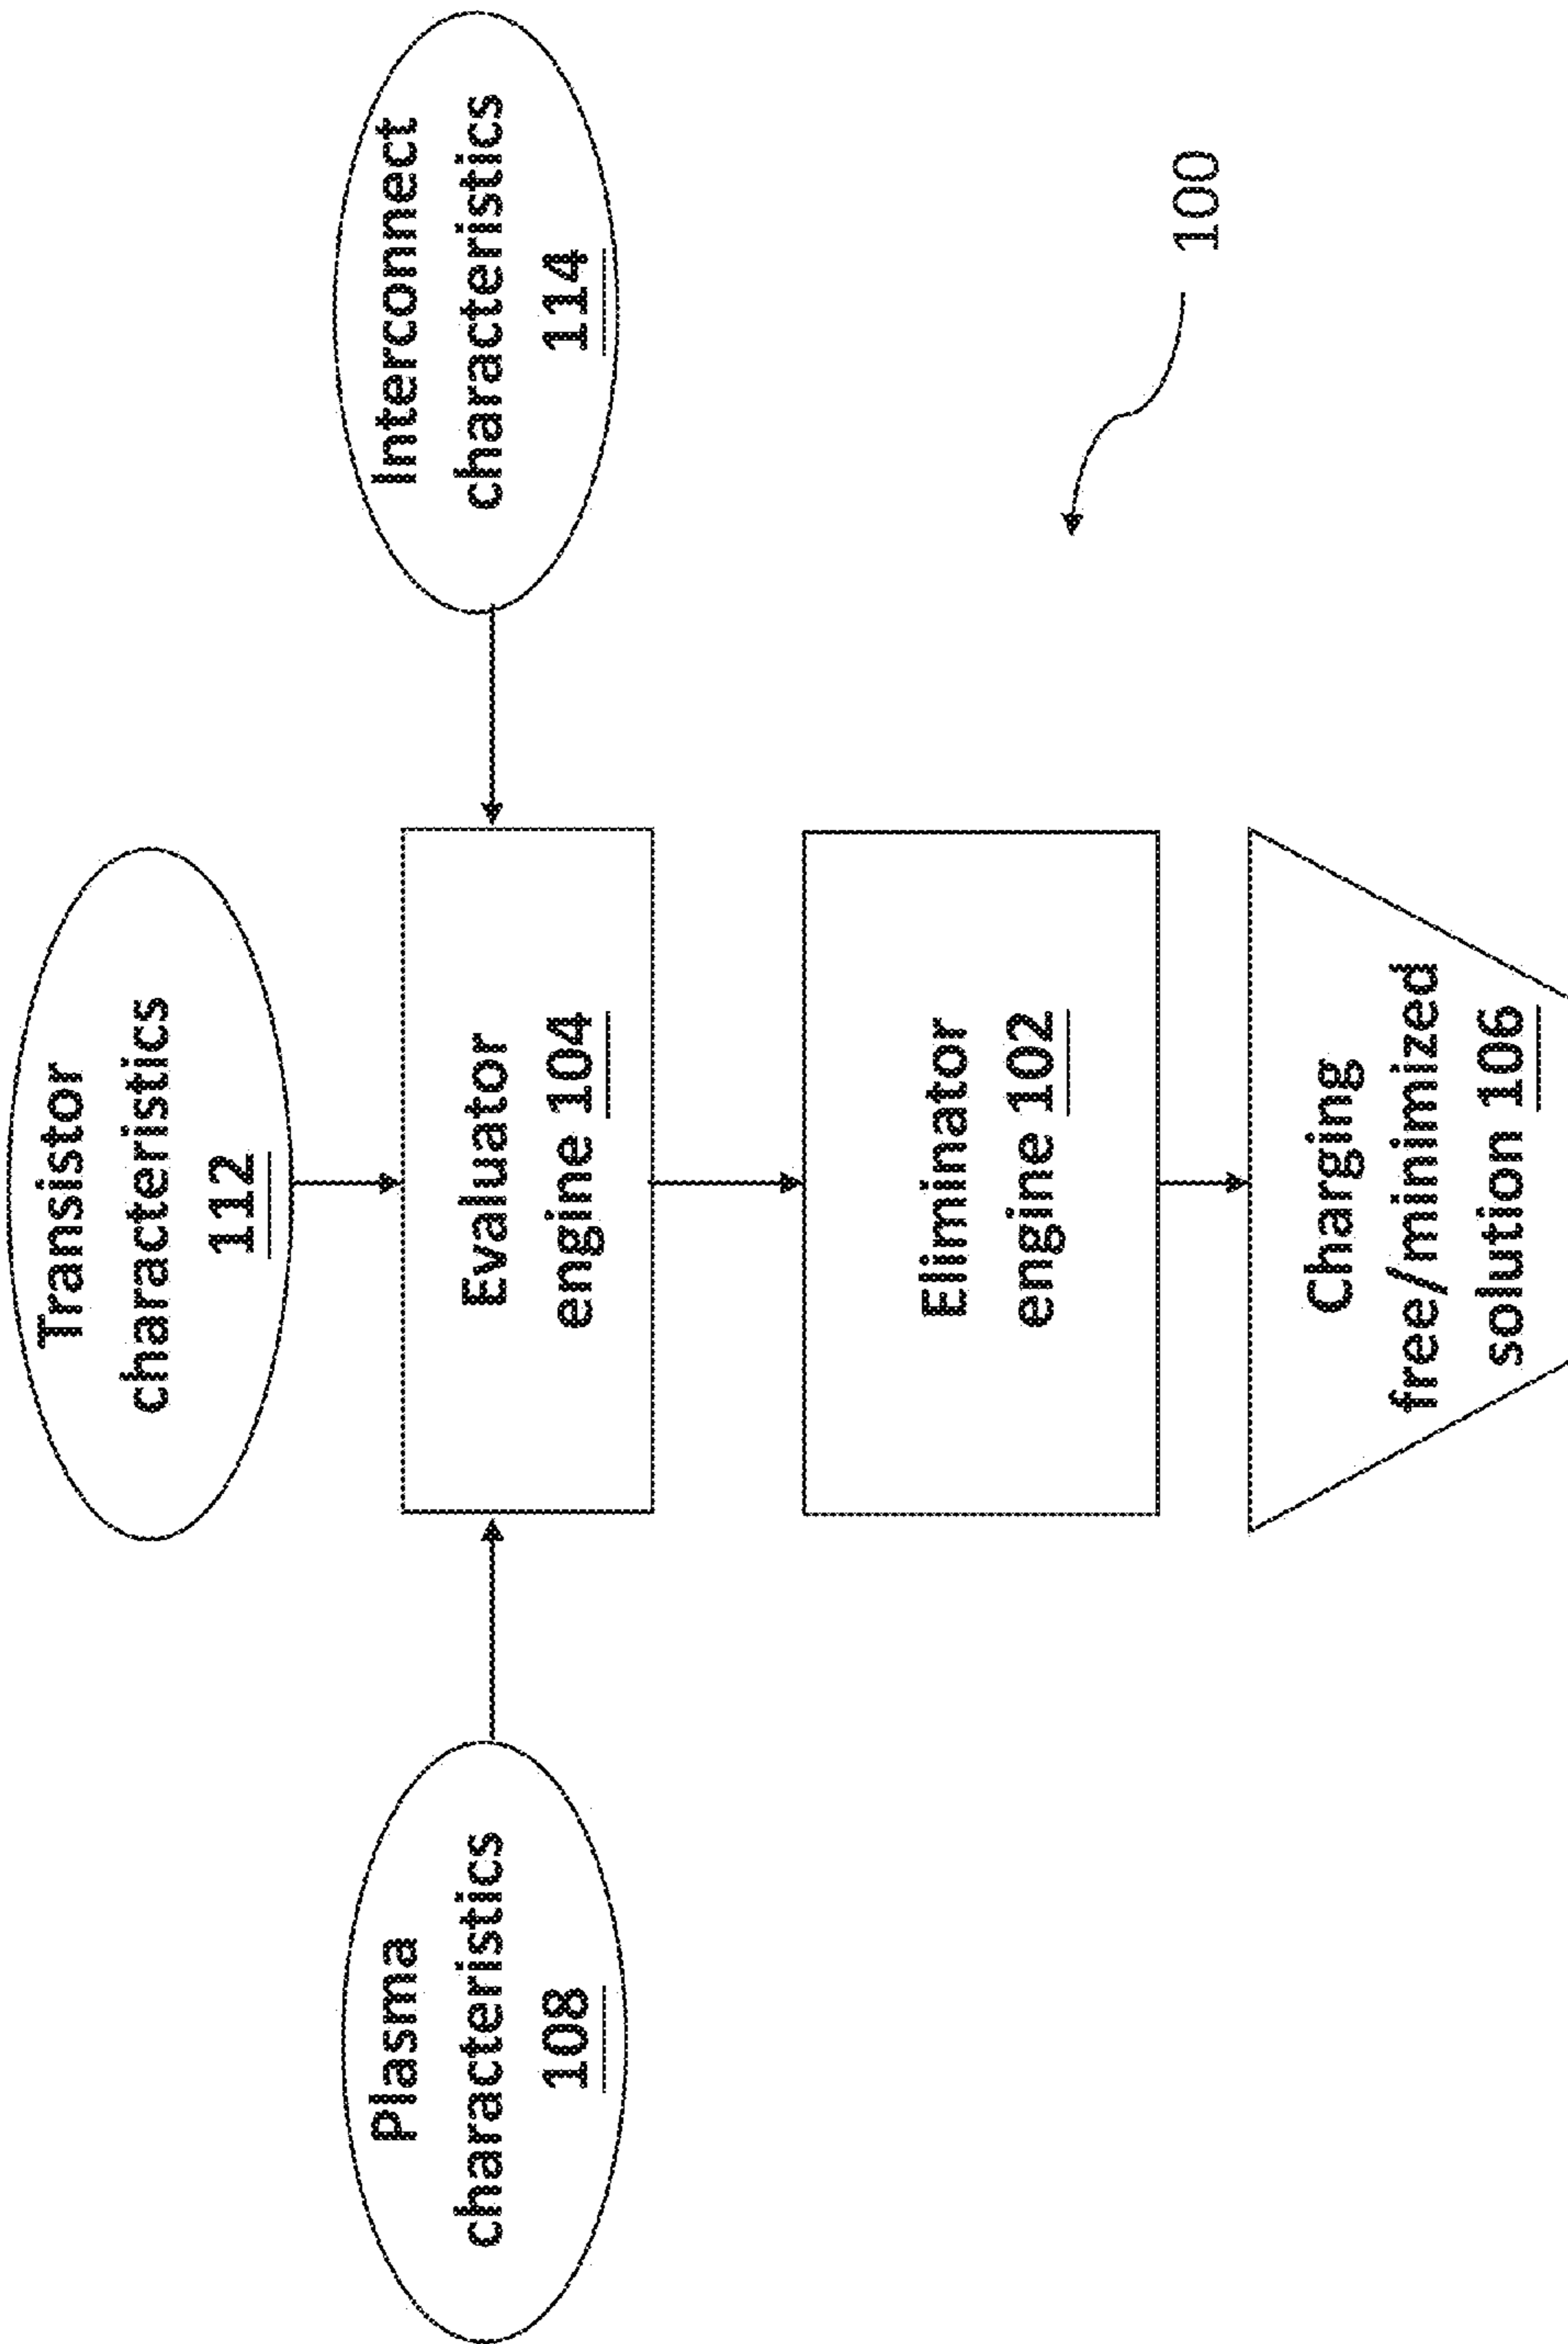 Transistor
characteristics
112
Plasma
characteristics
108
Interconnect
characteristics
114
Evaluator
engine 104
Eliminator
engine 102
Charging
free/minimized
solution 106
100